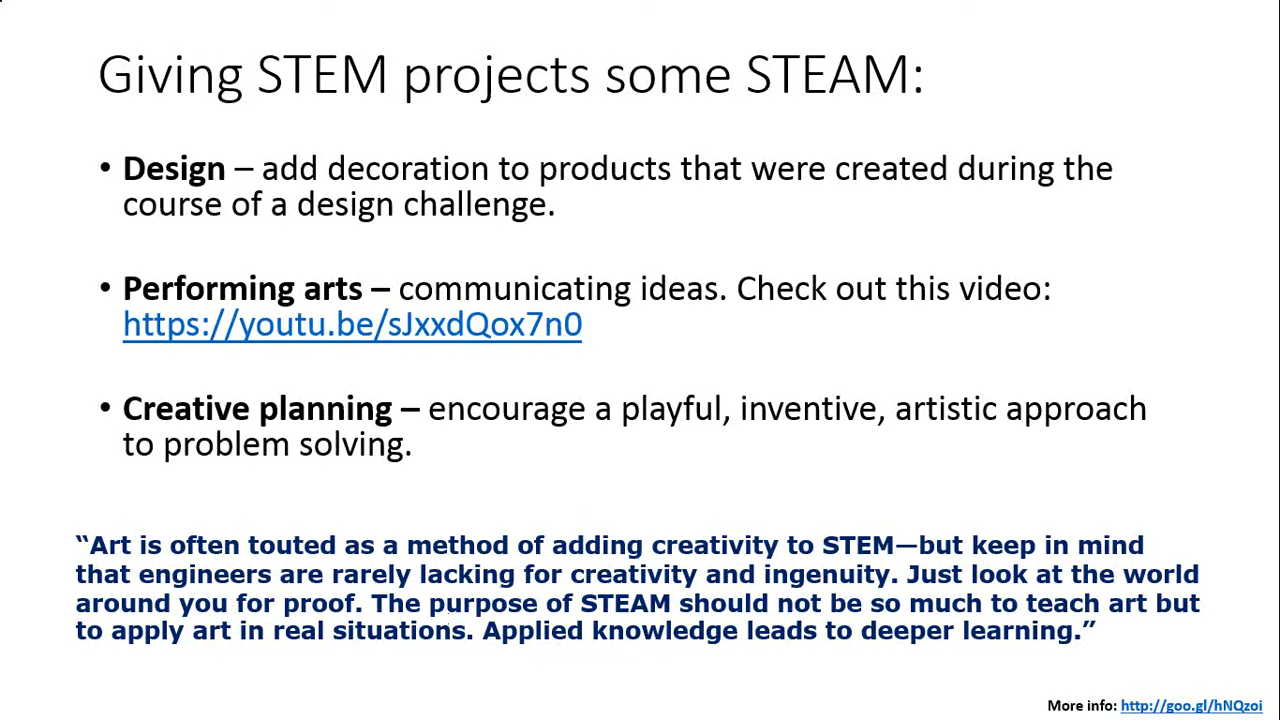 Giving STEM projects some STEAM:
• Design – add decoration to products that were created during the
course of a design challenge.
• Performing arts – communicating ideas. Check out this video:
https://youtu.be/sJxxdQox7n0
• Creative planning – encourage a playful, inventive, artistic approach
to problem solving.
“Art is often touted as a method of adding creativity to STEM—but keep in mind
that engineers are rarely lacking for creativity and ingenuity. Just look at the world
around you for proof. The purpose of STEAM should not be so much to teach art but
to apply art in real situations. Applied knowledge leads to deeper learning.”
More info: http://goo.gl/hNQzoi